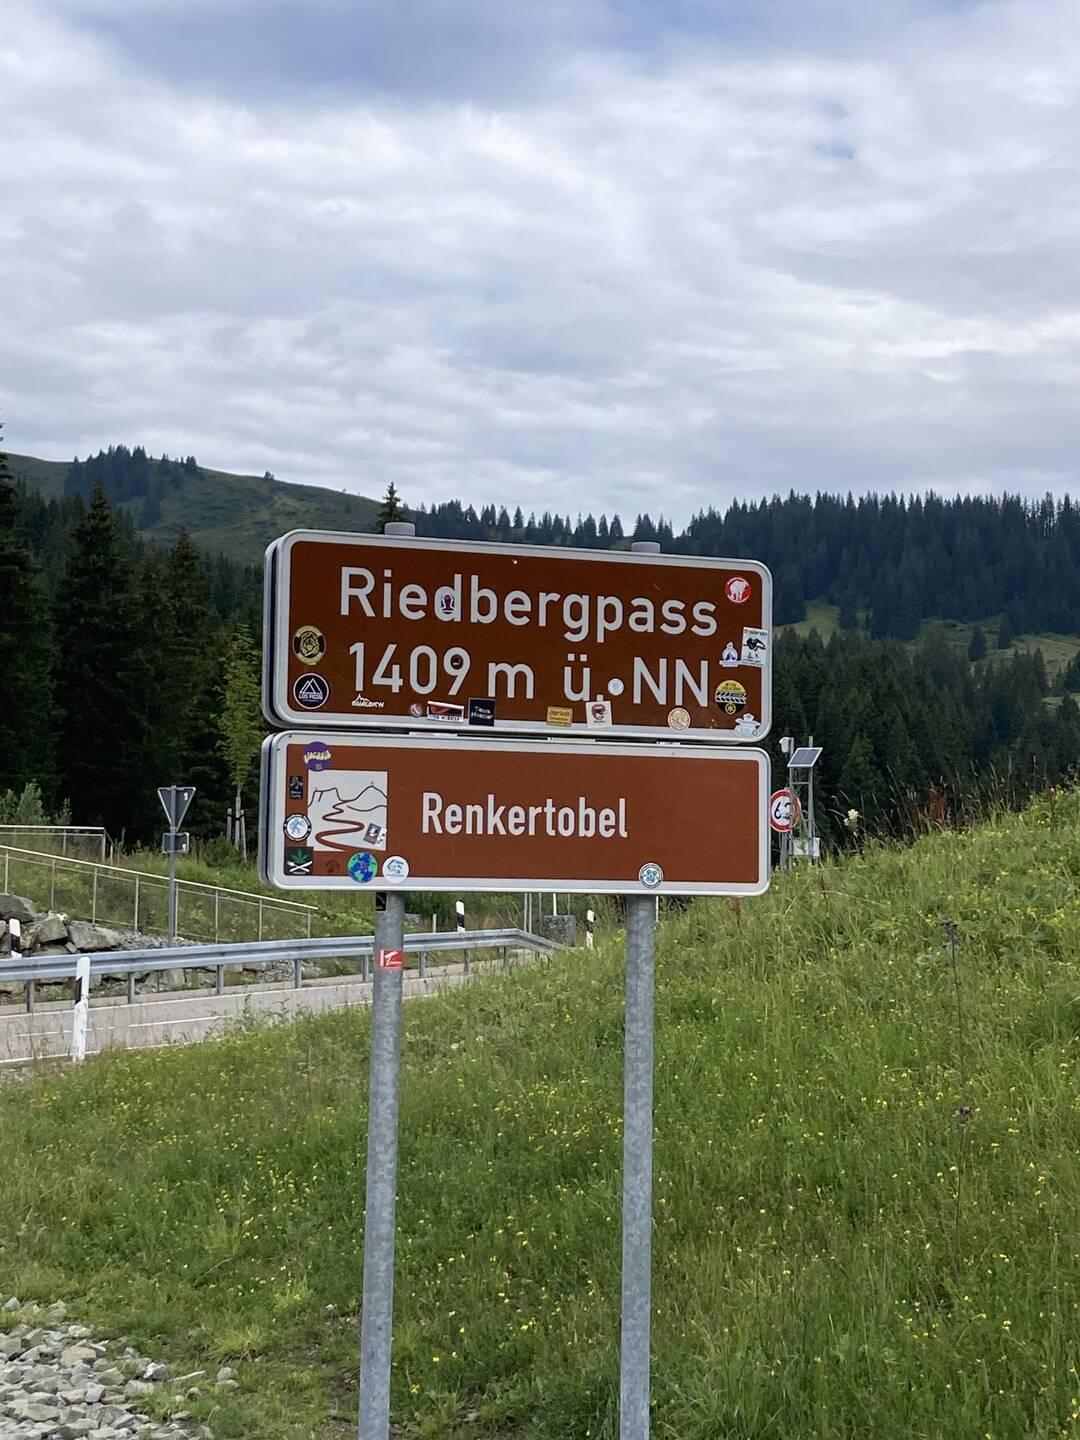 Riedbergpass
1409 m ü. NN
Renkertobel